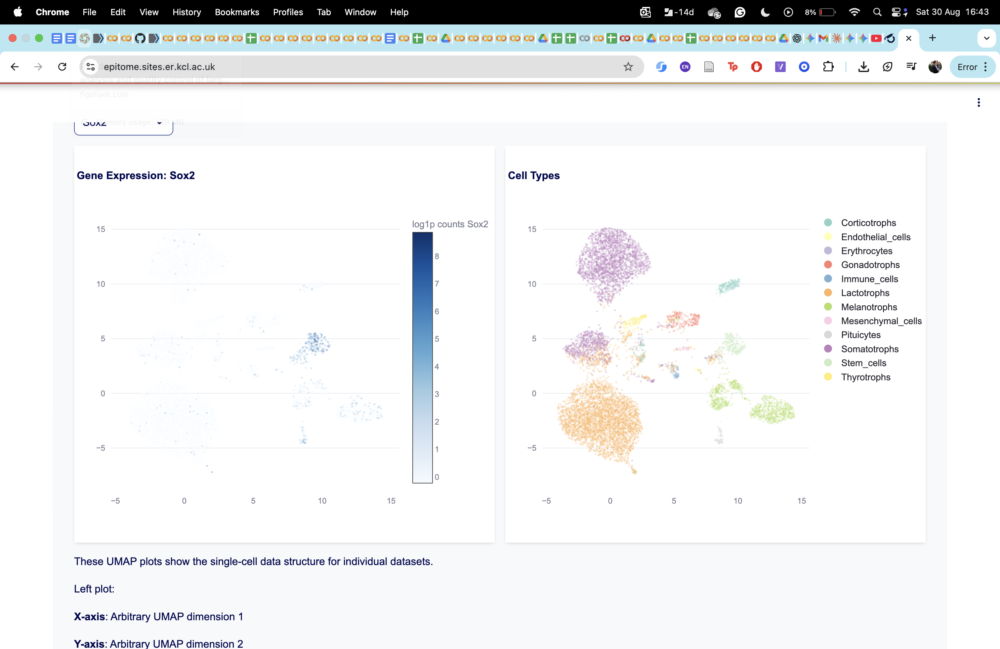 Chrome File Edit View History Bookmarks Profiles Tab Window Help -14d 8% Sat 30 Aug 16:43
epitome.sites.er.kcl.ac.uk EN Tp V Error
analysis and quality control of larg...
figshare.com
Sox2
Memory usage: 139 MB
Gene Expression: Sox2
log1p counts Sox2
15
10
5
0
−5
−5 0 5 10 15
8
7
6
5
4
3
2
1
0
Cell Types
15
10
5
0
−5
−5 0 5 10 15
Corticotrophs
Endothelial_cells
Erythrocytes
Gonadotrophs
Immune_cells
Lactotrophs
Melanotrophs
Mesenchymal_cells
Pituicytes
Somatotrophs
Stem_cells
Thyrotrophs
These UMAP plots show the single-cell data structure for individual datasets.
Left plot:
X-axis: Arbitrary UMAP dimension 1
Y-axis: Arbitrary UMAP dimension 2